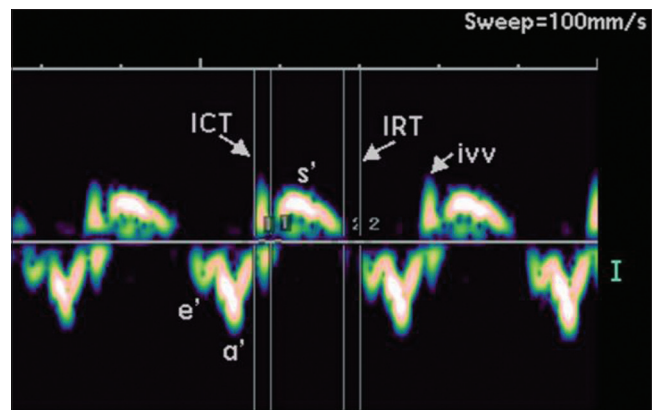 Sweep=100mm/s
ICT
IRT
ivv
s'
1 1
2 2
e'
a'
I